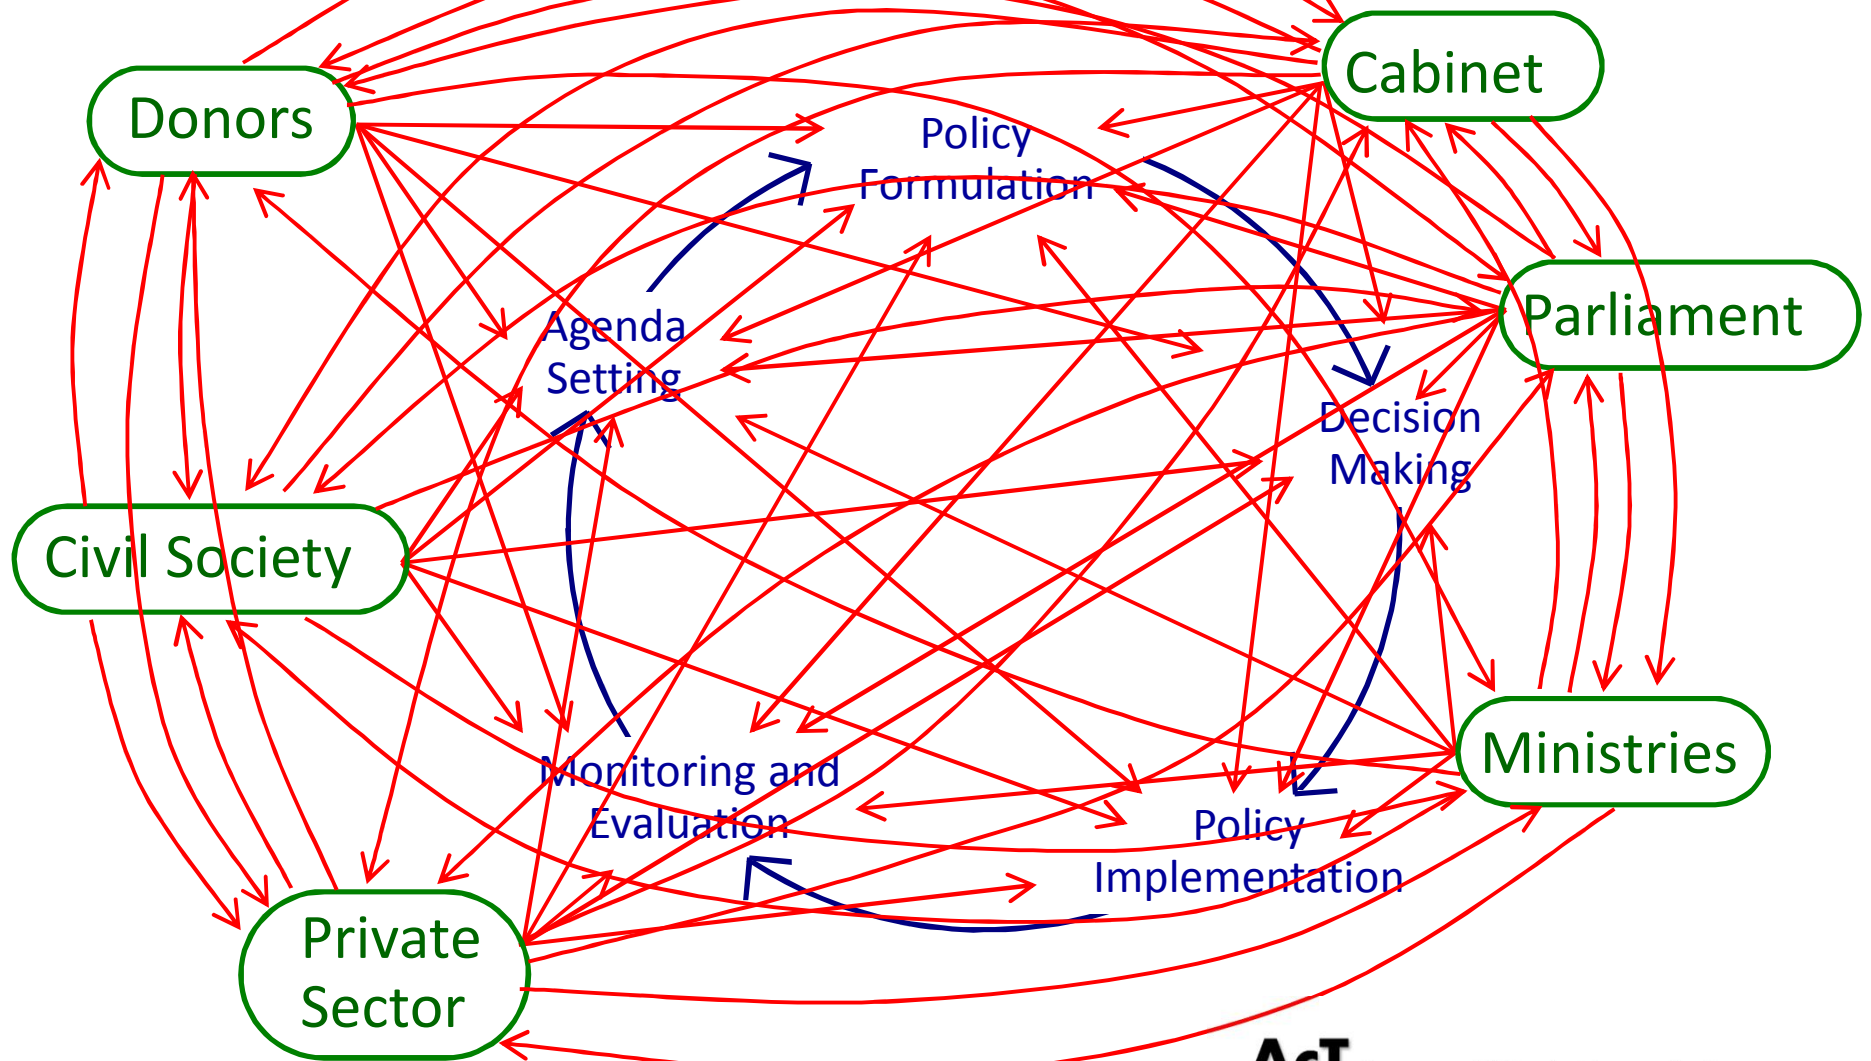 Cabinet
Donors
Policy
Formulation
Parliament
Agenda
Setting
Decision
Making
Civil Society
Ministries
Monitoring and
Evaluation
Policy
Implementation
Private
Sector
AcT